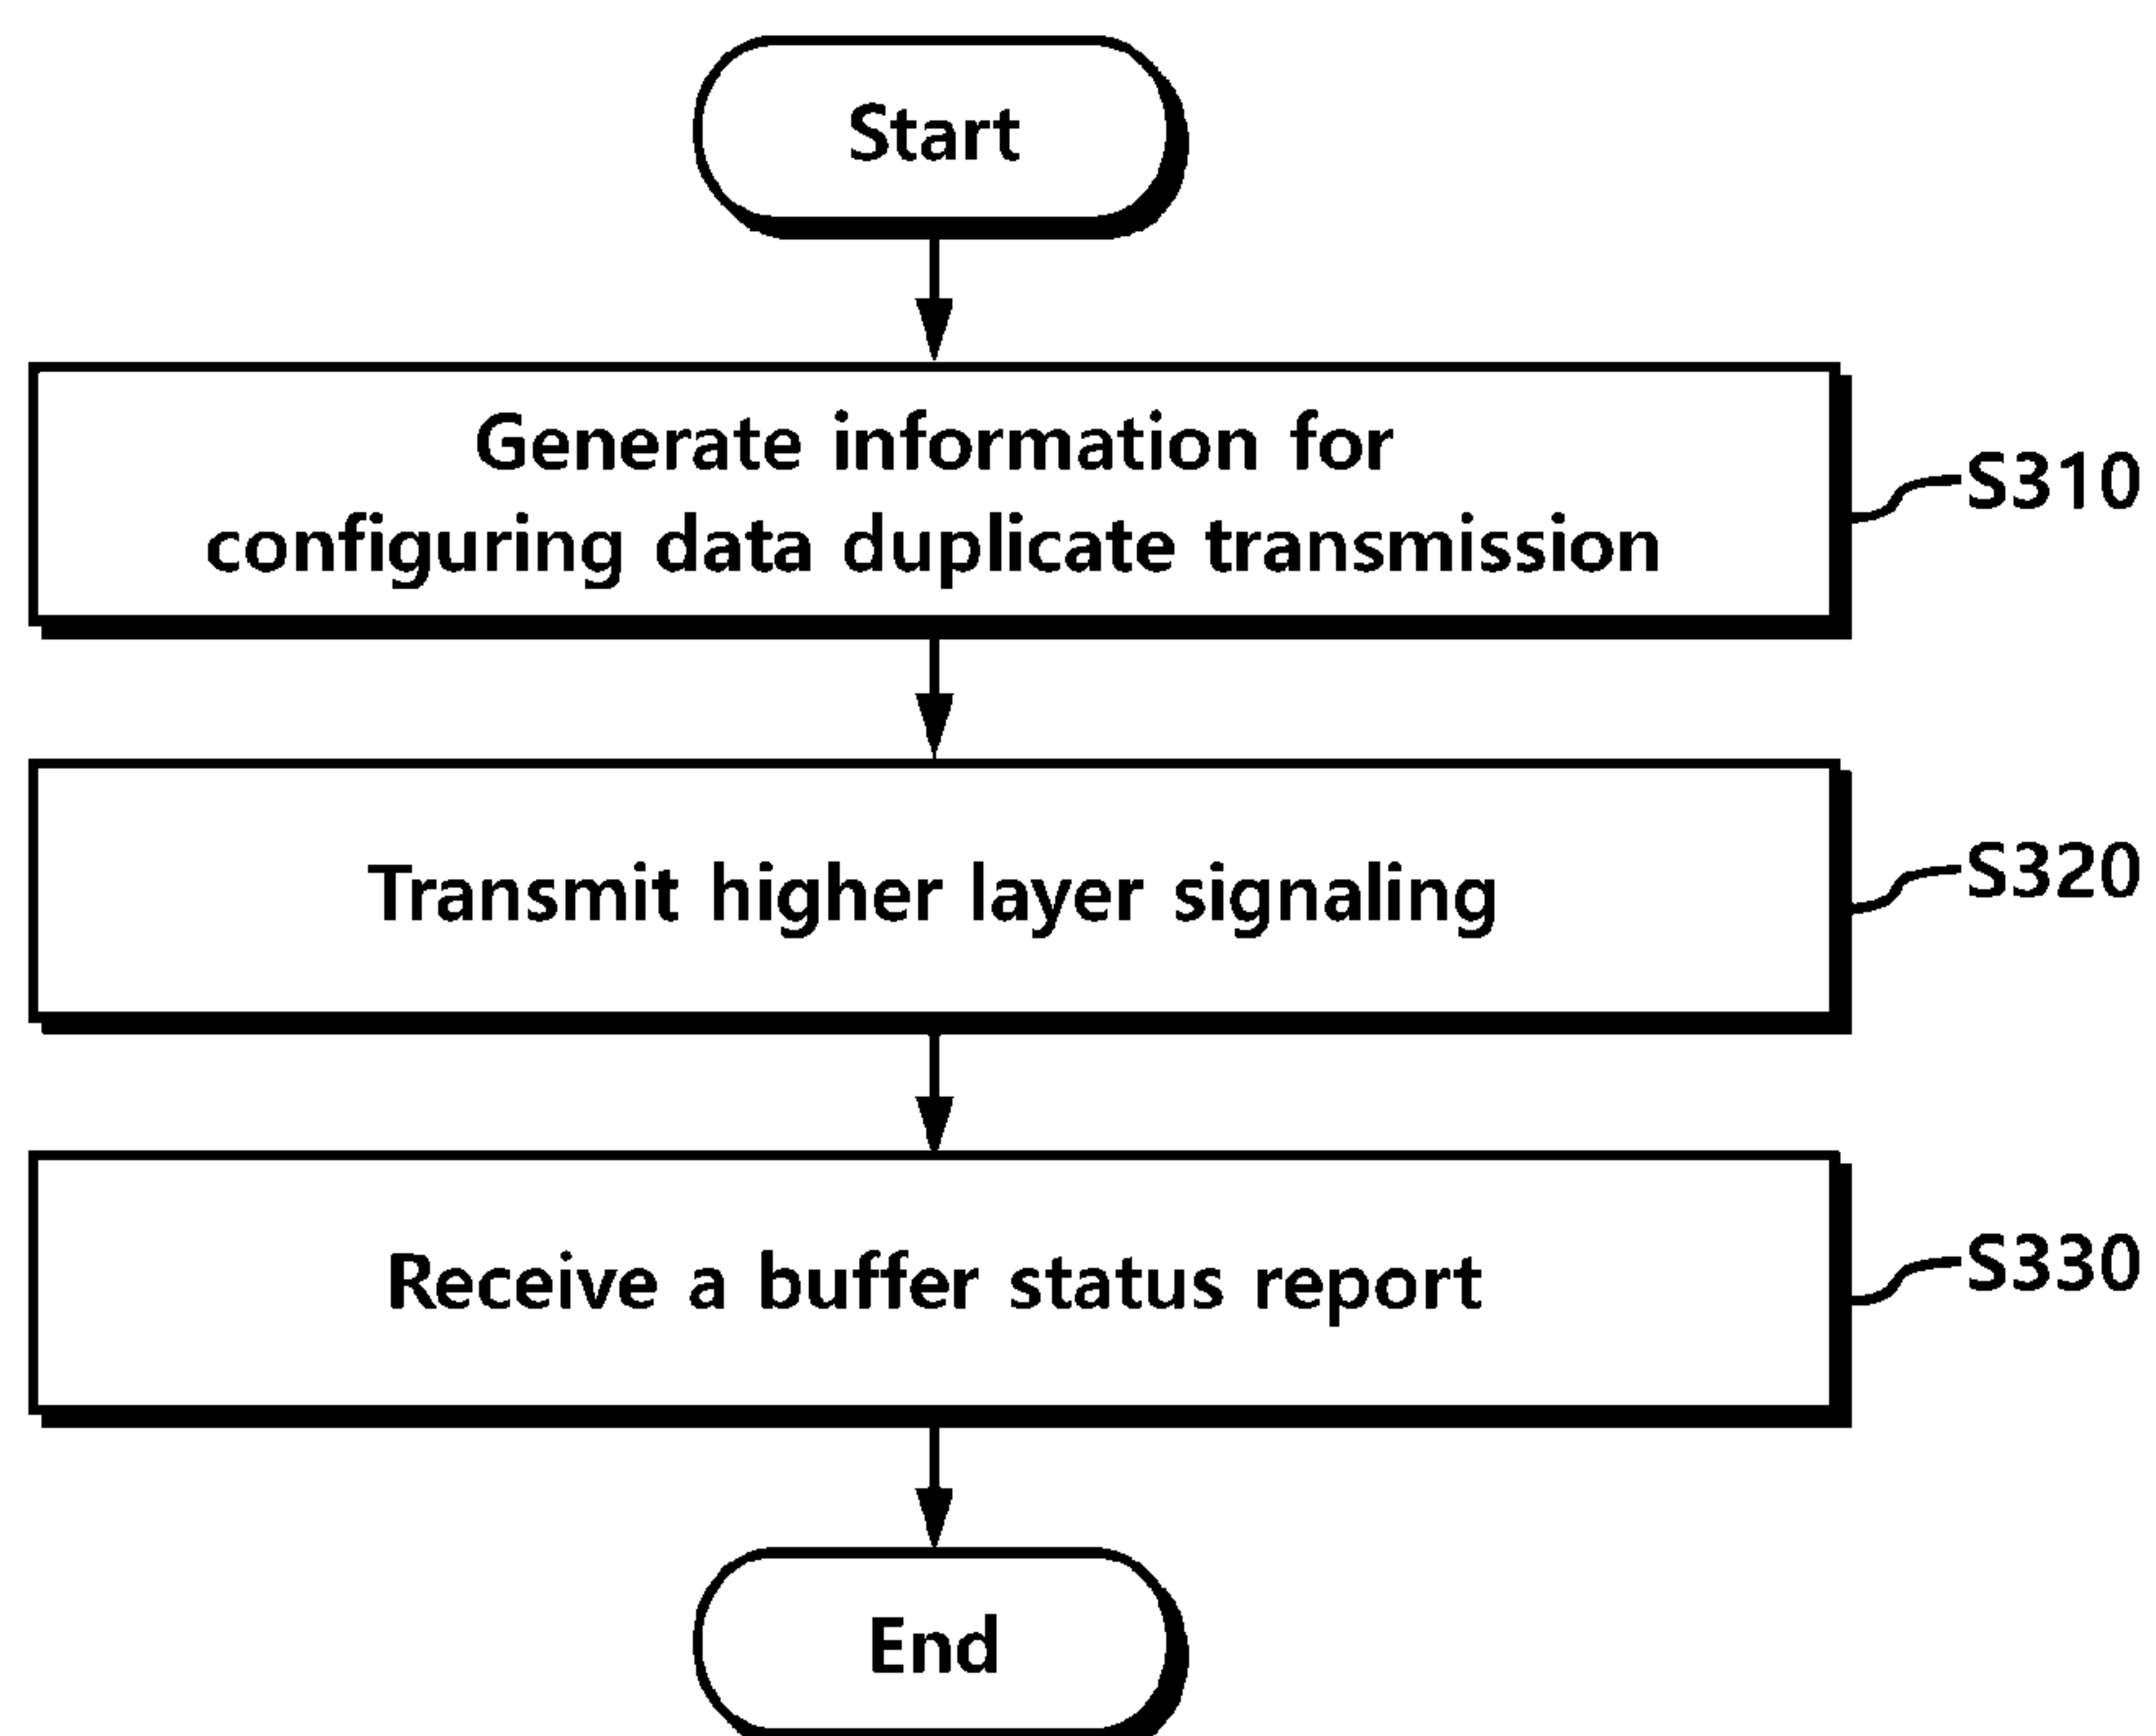 Start
Generate information for
configuring data duplicate transmission
S310
Transmit higher layer signaling
S320
Receive a buffer status report
S330
End